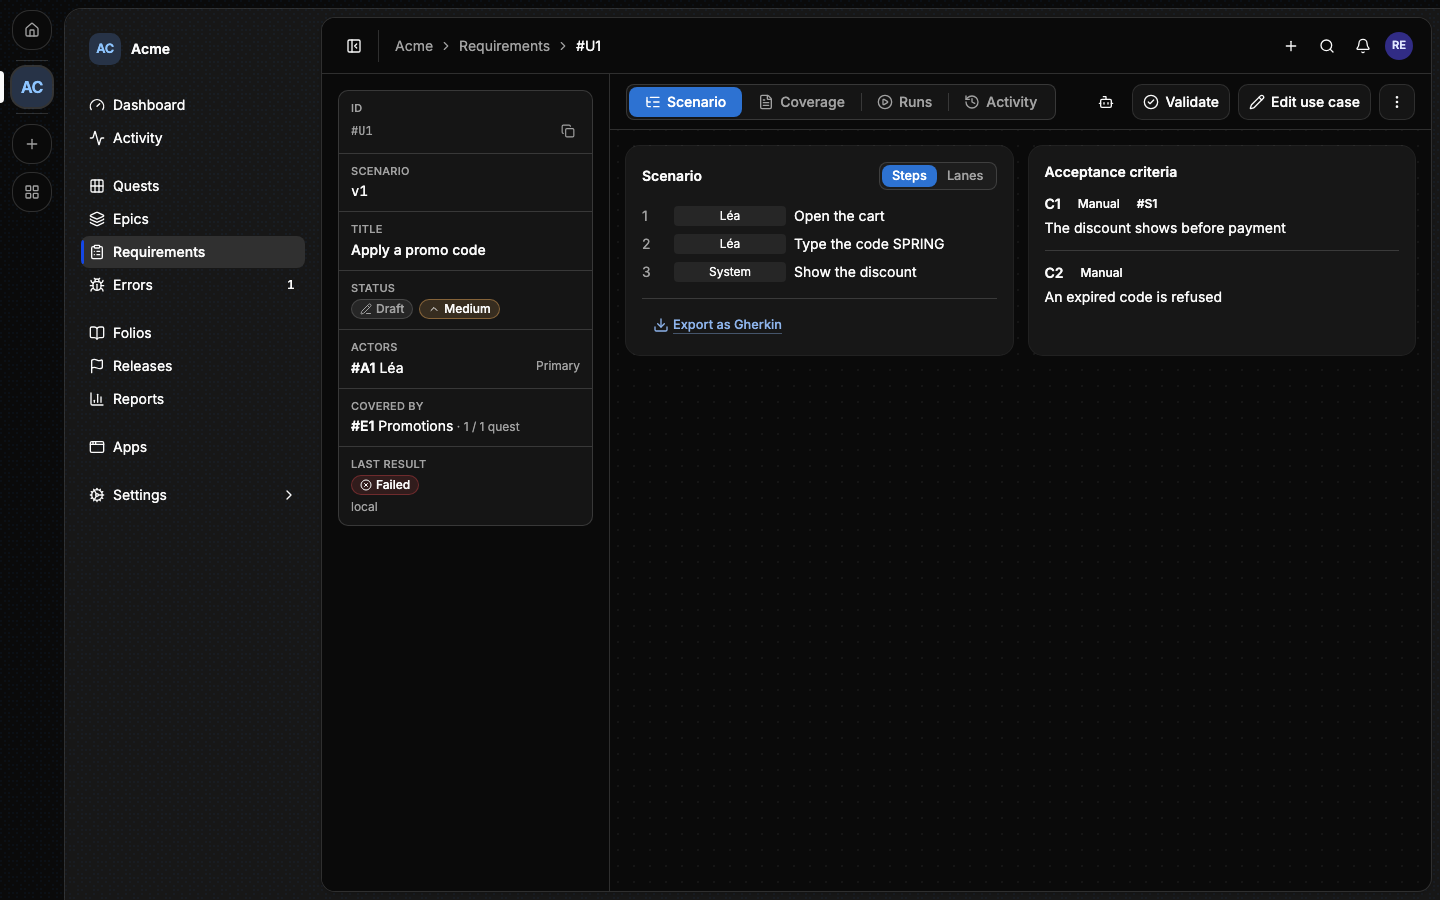 AC
AC Acme
Dashboard
Activity
Quests
Epics
Requirements
Errors 1
Folios
Releases
Reports
Apps
Settings
Acme > Requirements > #U1
RE
ID
#U1
SCENARIO
v1
TITLE
Apply a promo code
STATUS
Draft Medium
ACTORS
#A1 Léa Primary
COVERED BY
#E1 Promotions · 1 / 1 quest
LAST RESULT
Failed
local
Scenario Coverage Runs Activity
Validate Edit use case
Scenario Steps Lanes
1 Léa Open the cart
2 Léa Type the code SPRING
3 System Show the discount
Export as Gherkin
Acceptance criteria
C1 Manual #S1
The discount shows before payment
C2 Manual
An expired code is refused